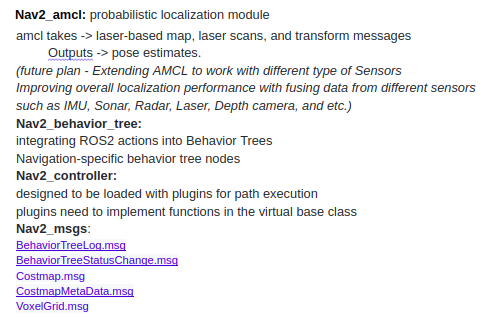 Nav2_amcl: probabilistic localization module
amcl takes -> laser-based map, laser scans, and transform messages
Outputs -> pose estimates.
(future plan - Extending AMCL to work with different type of Sensors
Improving overall localization performance with fusing data from different sensors
such as IMU, Sonar, Radar, Laser, Depth camera, and etc.)
Nav2_behavior_tree:
integrating ROS2 actions into Behavior Trees
Navigation-specific behavior tree nodes
Nav2_controller:
designed to be loaded with plugins for path execution
plugins need to implement functions in the virtual base class
Nav2_msgs:
BehaviorTreeLog.msg
BehaviorTreeStatusChange.msg
Costmap.msg
CostmapMetaData.msg
VoxelGrid.msg